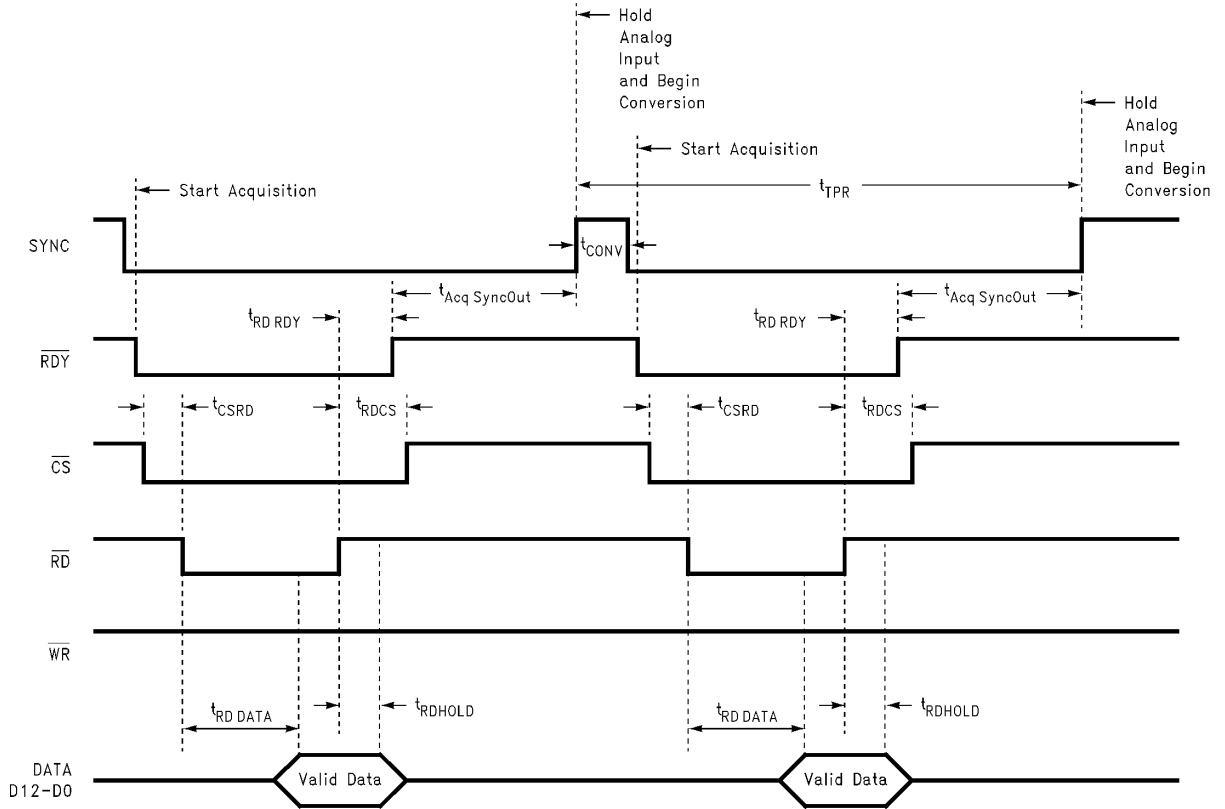 Hold
Analog
Input
and Begin
Conversion
Hold
Analog
Input
and Begin
Conversion
Start Acquisition
Start Acquisition
tTPR
SYNC
tCONV
tAcq SyncOut
tAcq SyncOut
tRD RDY
tRD RDY
RDY
tCSRD
tRDCS
tCSRD
tRDCS
CS
RD
WR
tRD DATA
tRDHOLD
tRD DATA
tRDHOLD
DATA
D12-D0
Valid Data
Valid Data